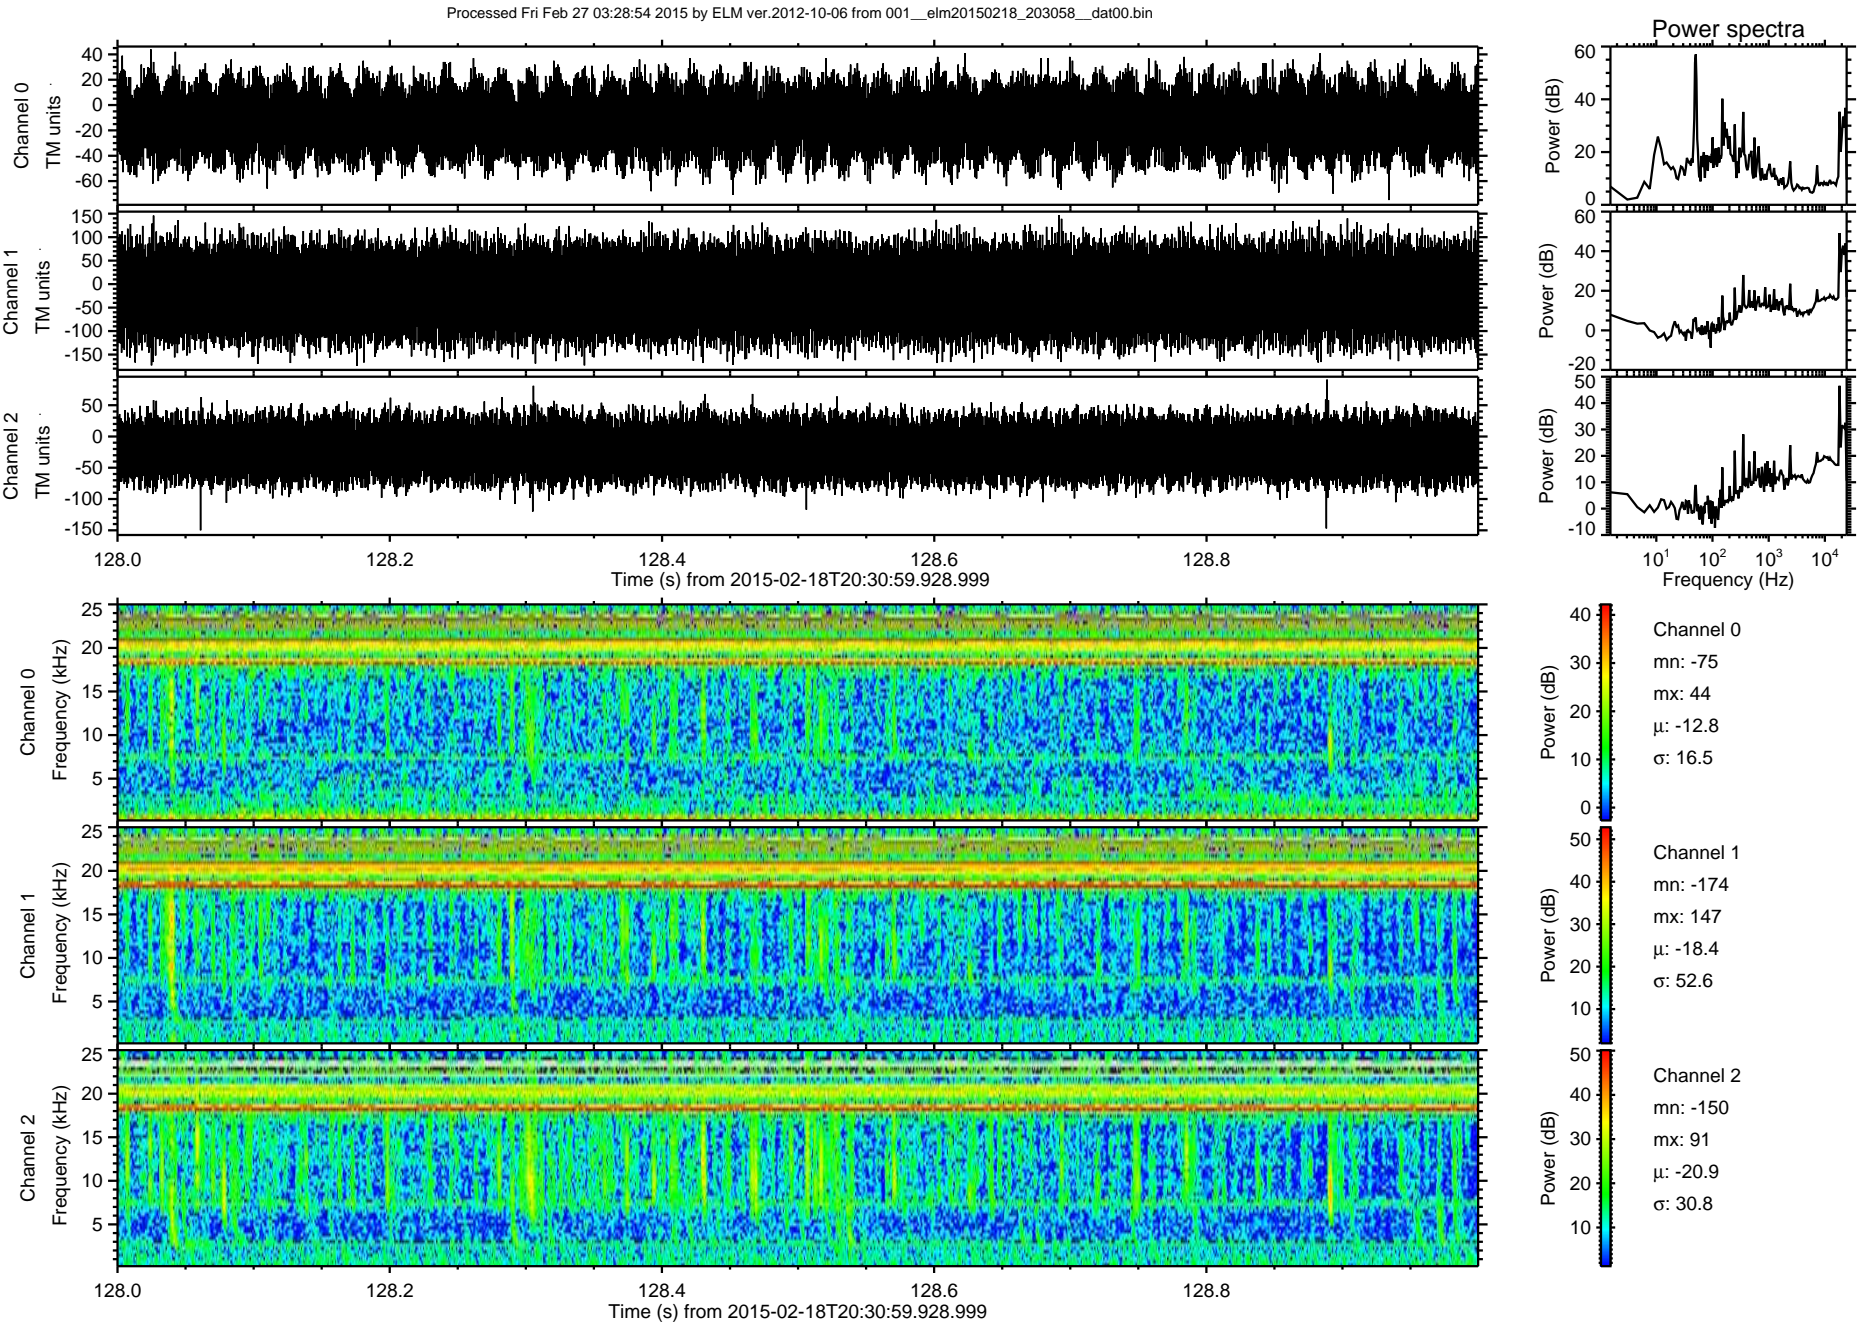 Processed Fri Feb 27 03:28:54 2015 by ELM ver.2012-10-06 from 001__elm20150218_203058__dat00.bin
Power spectra
Channel 0
TM units
40
20
0
-20
-40
-60
Power (dB)
60
40
20
0
Channel 1
TM units
150
100
50
0
-50
-100
-150
Power (dB)
60
40
20
0
-20
Channel 2
TM units
50
0
-50
-100
-150
Power (dB)
50
40
30
20
10
0
-10
128.0 128.2 128.4 128.6 128.8
Time (s) from 2015-02-18T20:30:59.928.999
10^1 10^2 10^3 10^4
Frequency (Hz)
Channel 0
Frequency (kHz)
25
20
15
10
5
Power (dB)
40
30
20
10
0
Channel 0
mn: -75
mx: 44
μ: -12.8
σ: 16.5
Channel 1
Frequency (kHz)
25
20
15
10
5
Power (dB)
50
40
30
20
10
Channel 1
mn: -174
mx: 147
μ: -18.4
σ: 52.6
Channel 2
Frequency (kHz)
25
20
15
10
5
Power (dB)
50
40
30
20
10
Channel 2
mn: -150
mx: 91
μ: -20.9
σ: 30.8
128.0 128.2 128.4 128.6 128.8
Time (s) from 2015-02-18T20:30:59.928.999